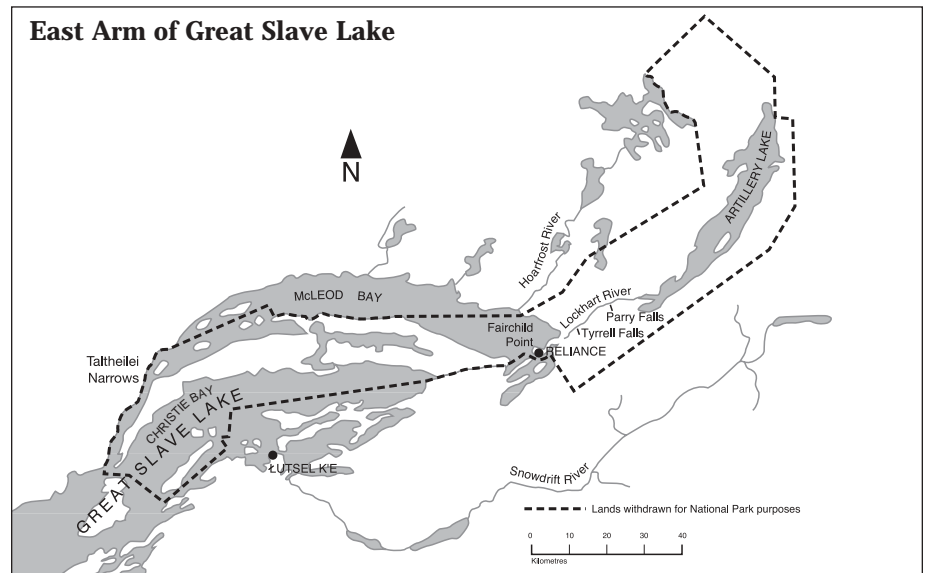 East Arm of Great Slave Lake
N
ARTILLERY LAKE
Hoarfrost River
McLEOD BAY
Lockhart River
Parry Falls
Fairchild
Point
Tyrrell Falls
RELIANCE
Taltheilei
Narrows
CHRISTIE BAY
GREAT SLAVE LAKE
ŁUTSEL K'E
Snowdrift River
Lands withdrawn for National Park purposes
0 10 20 30 40
Kilometres